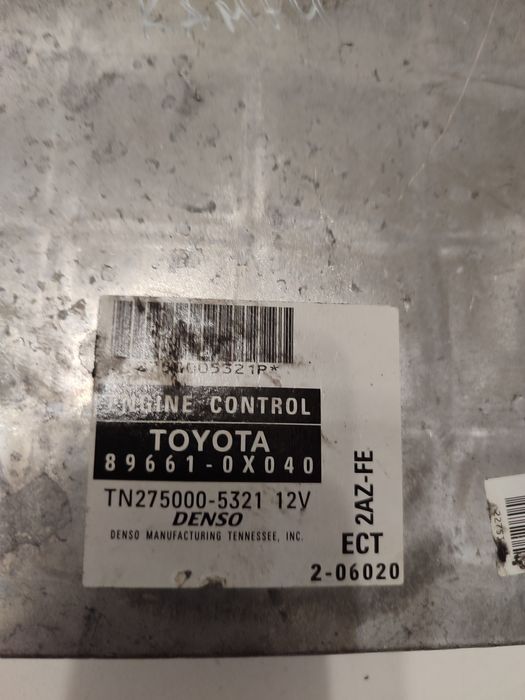 ENGINE CONTROL
TOYOTA
89661-0X040
TN275000-5321 12V
DENSO
DENSO MANUFACTURING TENNESSEE, INC.
2AZ-FE
ECT
2-06020